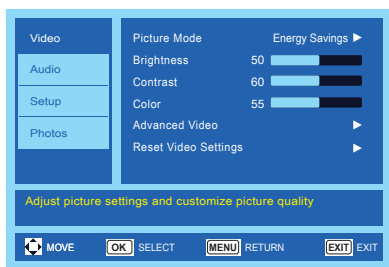 Video
Audio
Setup
Photos
Picture Mode Energy Savings ▶
Brightness 50
Contrast 60
Color 55
Advanced Video ▶
Reset Video Settings ▶
Adjust picture settings and customize picture quality
MOVE OK SELECT MENU RETURN EXIT EXIT